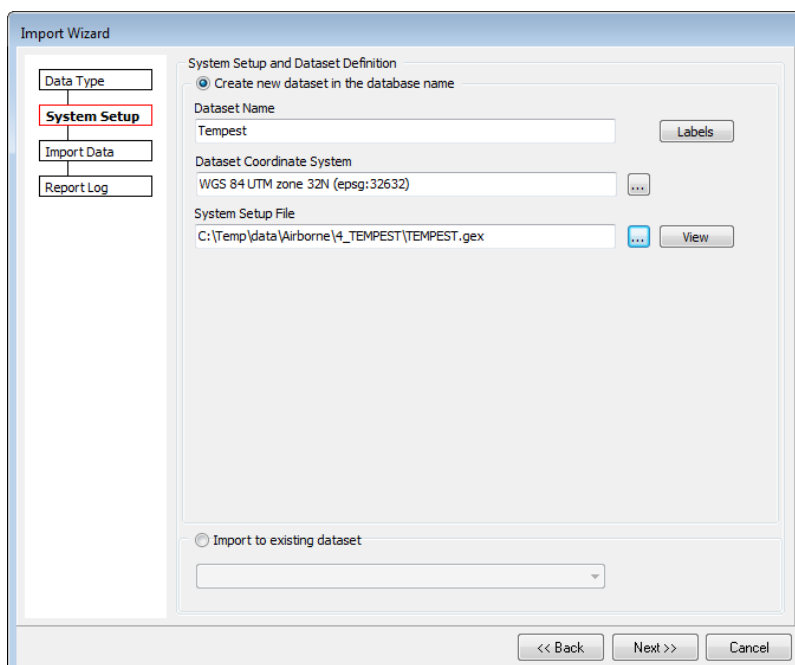 Import Wizard
Data Type
System Setup
Import Data
Report Log
System Setup and Dataset Definition
Create new dataset in the database name
Dataset Name
Tempest
Labels
Dataset Coordinate System
WGS 84 UTM zone 32N (epsg:32632)
...
System Setup File
C:\Temp\data\Airborne\4_TEMPEST\TEMPEST.gex
...
View
Import to existing dataset
<< Back
Next >>
Cancel